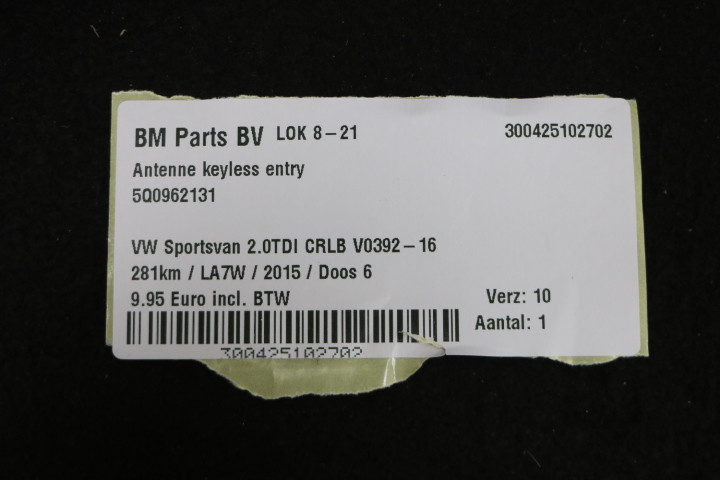 BM Parts BV LOK 8-21 300425102702
Antenne keyless entry
5Q0962131
VW Sportsvan 2.0TDI CRLB V0392-16
281km / LA7W / 2015 / Doos 6
9.95 Euro incl. BTW Verz: 10
Aantal: 1
300425102702